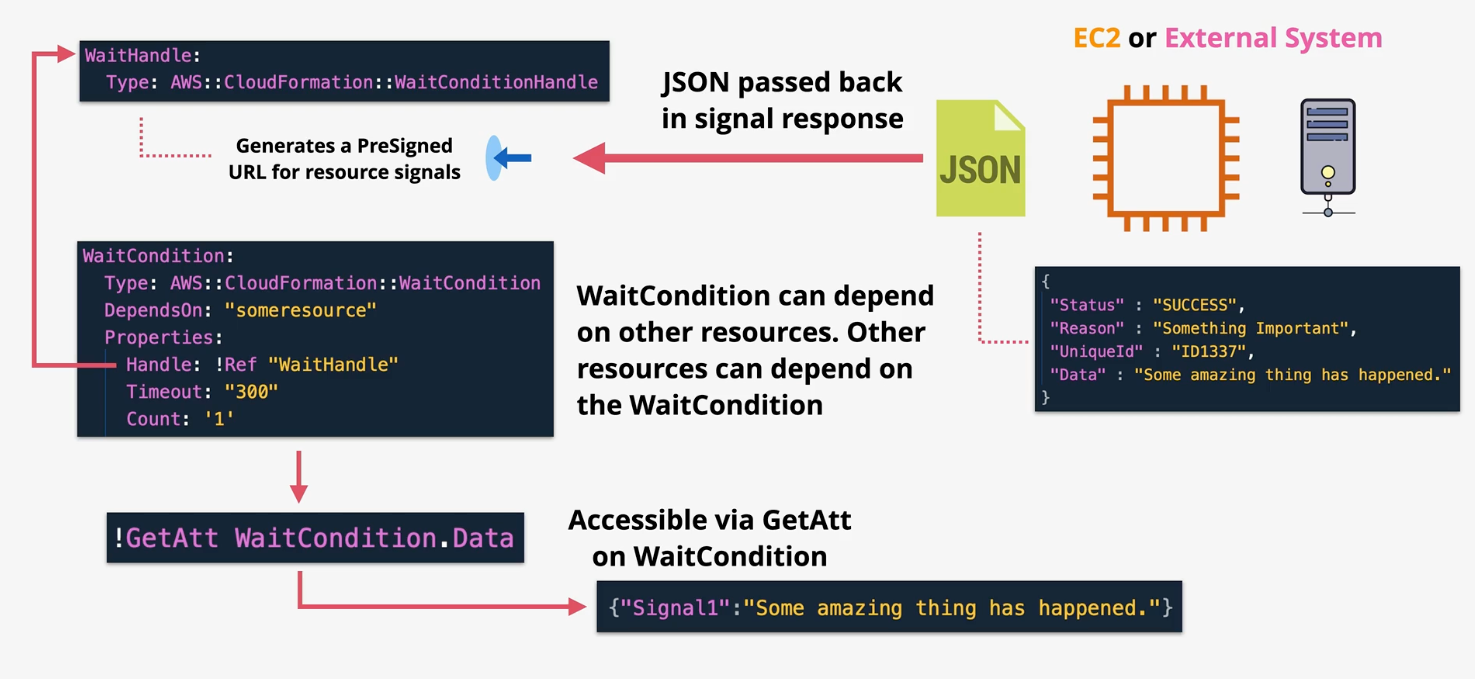 EC2 or External System
WaitHandle:
Type: AWS::CloudFormation::WaitConditionHandle
JSON passed back
in signal response
Generates a PreSigned
URL for resource signals
JSON
WaitCondition:
Type: AWS::CloudFormation::WaitCondition
DependsOn: "someresource"
Properties:
Handle: !Ref "WaitHandle"
Timeout: "300"
Count: '1'
WaitCondition can depend
on other resources. Other
resources can depend on
the WaitCondition
{
"Status" : "SUCCESS",
"Reason" : "Something Important",
"UniqueId" : "ID1337",
"Data" : "Some amazing thing has happened."
}
!GetAtt WaitCondition.Data
Accessible via GetAtt
on WaitCondition
{"Signal1":"Some amazing thing has happened."}